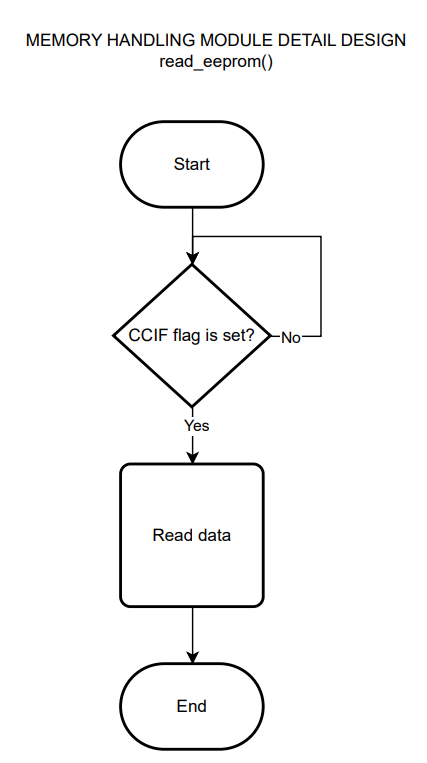 MEMORY HANDLING MODULE DETAIL DESIGN
read_eeprom()
Start
CCIF flag is set?
No
Yes
Read data
End